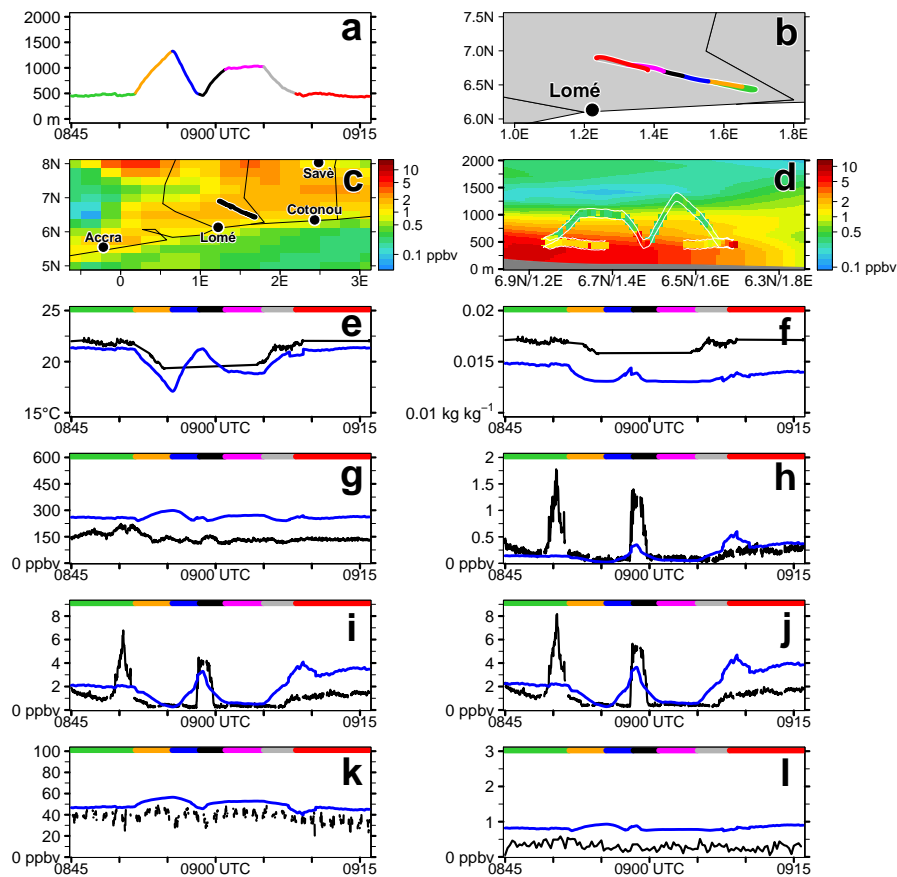 2000
1500
1000
500
0 m
a
0845
0900 UTC
0915
7.5N
7.0N
6.5N
6.0N
b
Lomé
1.0E
1.2E
1.4E
1.6E
1.8E
8N
7N
6N
5N
c
Savè
Cotonou
Lomé
Accra
0
1E
2E
3E
10
5
2
1
0.5
0.1 ppbv
2000
1500
1000
500
0 m
d
6.9N/1.2E
6.7N/1.4E
6.5N/1.6E
6.3N/1.8E
10
5
2
1
0.5
0.1 ppbv
25
20
15°C
e
0845
0900 UTC
0915
0.02
0.015
0.01 kg kg−1
f
0845
0900 UTC
0915
600
450
300
150
0 ppbv
g
0845
0900 UTC
0915
2
1.5
1
0.5
0 ppbv
h
0845
0900 UTC
0915
8
6
4
2
0 ppbv
i
0845
0900 UTC
0915
8
6
4
2
0 ppbv
j
0845
0900 UTC
0915
100
80
60
40
20
0 ppbv
k
0845
0900 UTC
0915
3
2
1
0 ppbv
l
0845
0900 UTC
0915